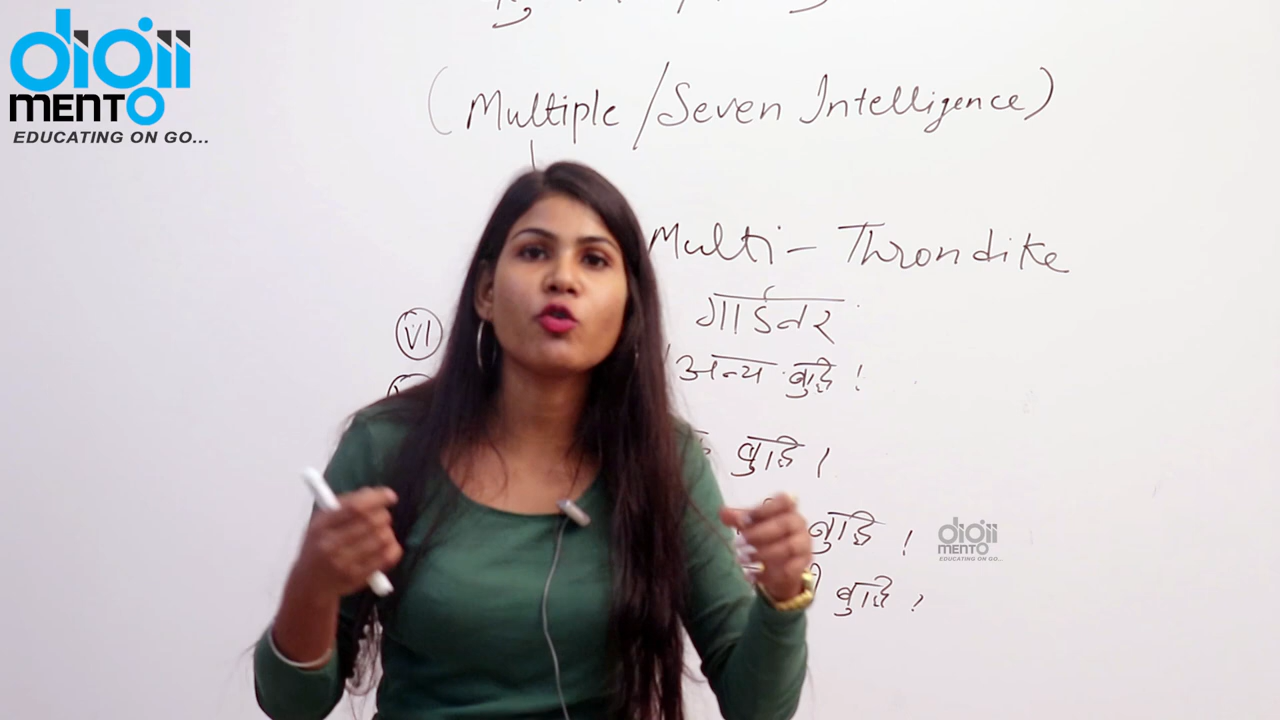 digii
MENTO
EDUCATING ON GO...
(Multiple / Seven Intelligence)
Multi - Throndike
गार्डनर
VI
अन्य बुद्धि।
बुद्धि।
बुद्धि।
digii
MENTO
EDUCATING ON GO...
बुद्धि।